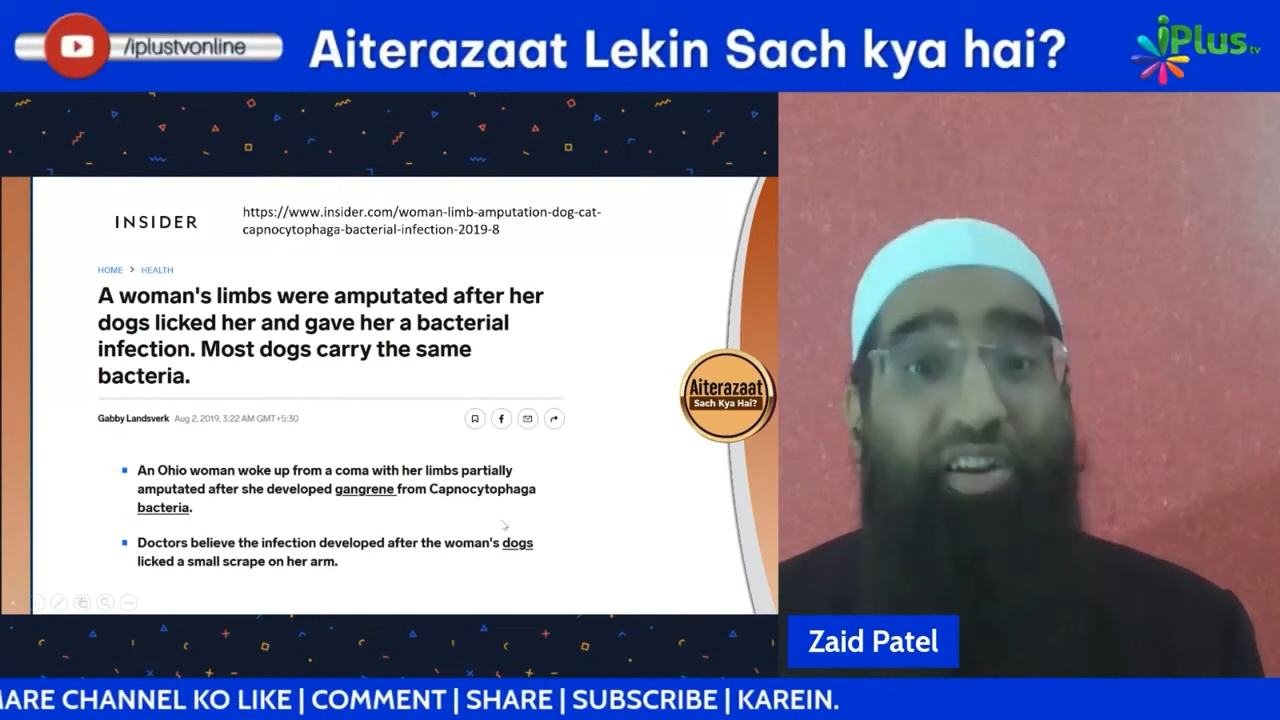 /iplustvonline
Aiterazaat Lekin Sach kya hai?
iPlus tv
INSIDER
https://www.insider.com/woman-limb-amputation-dog-cat-
capnocytophaga-bacterial-infection-2019-8
HOME > HEALTH
A woman's limbs were amputated after her
dogs licked her and gave her a bacterial
infection. Most dogs carry the same
bacteria.
Gabby Landsverk Aug 2, 2019, 3:22 AM GMT+5:30
An Ohio woman woke up from a coma with her limbs partially
amputated after she developed gangrene from Capnocytophaga
bacteria.
Doctors believe the infection developed after the woman's dogs
licked a small scrape on her arm.
Aiterazaat
Sach Kya Hai?
Zaid Patel
MARE CHANNEL KO LIKE | COMMENT | SHARE | SUBSCRIBE | KAREIN.